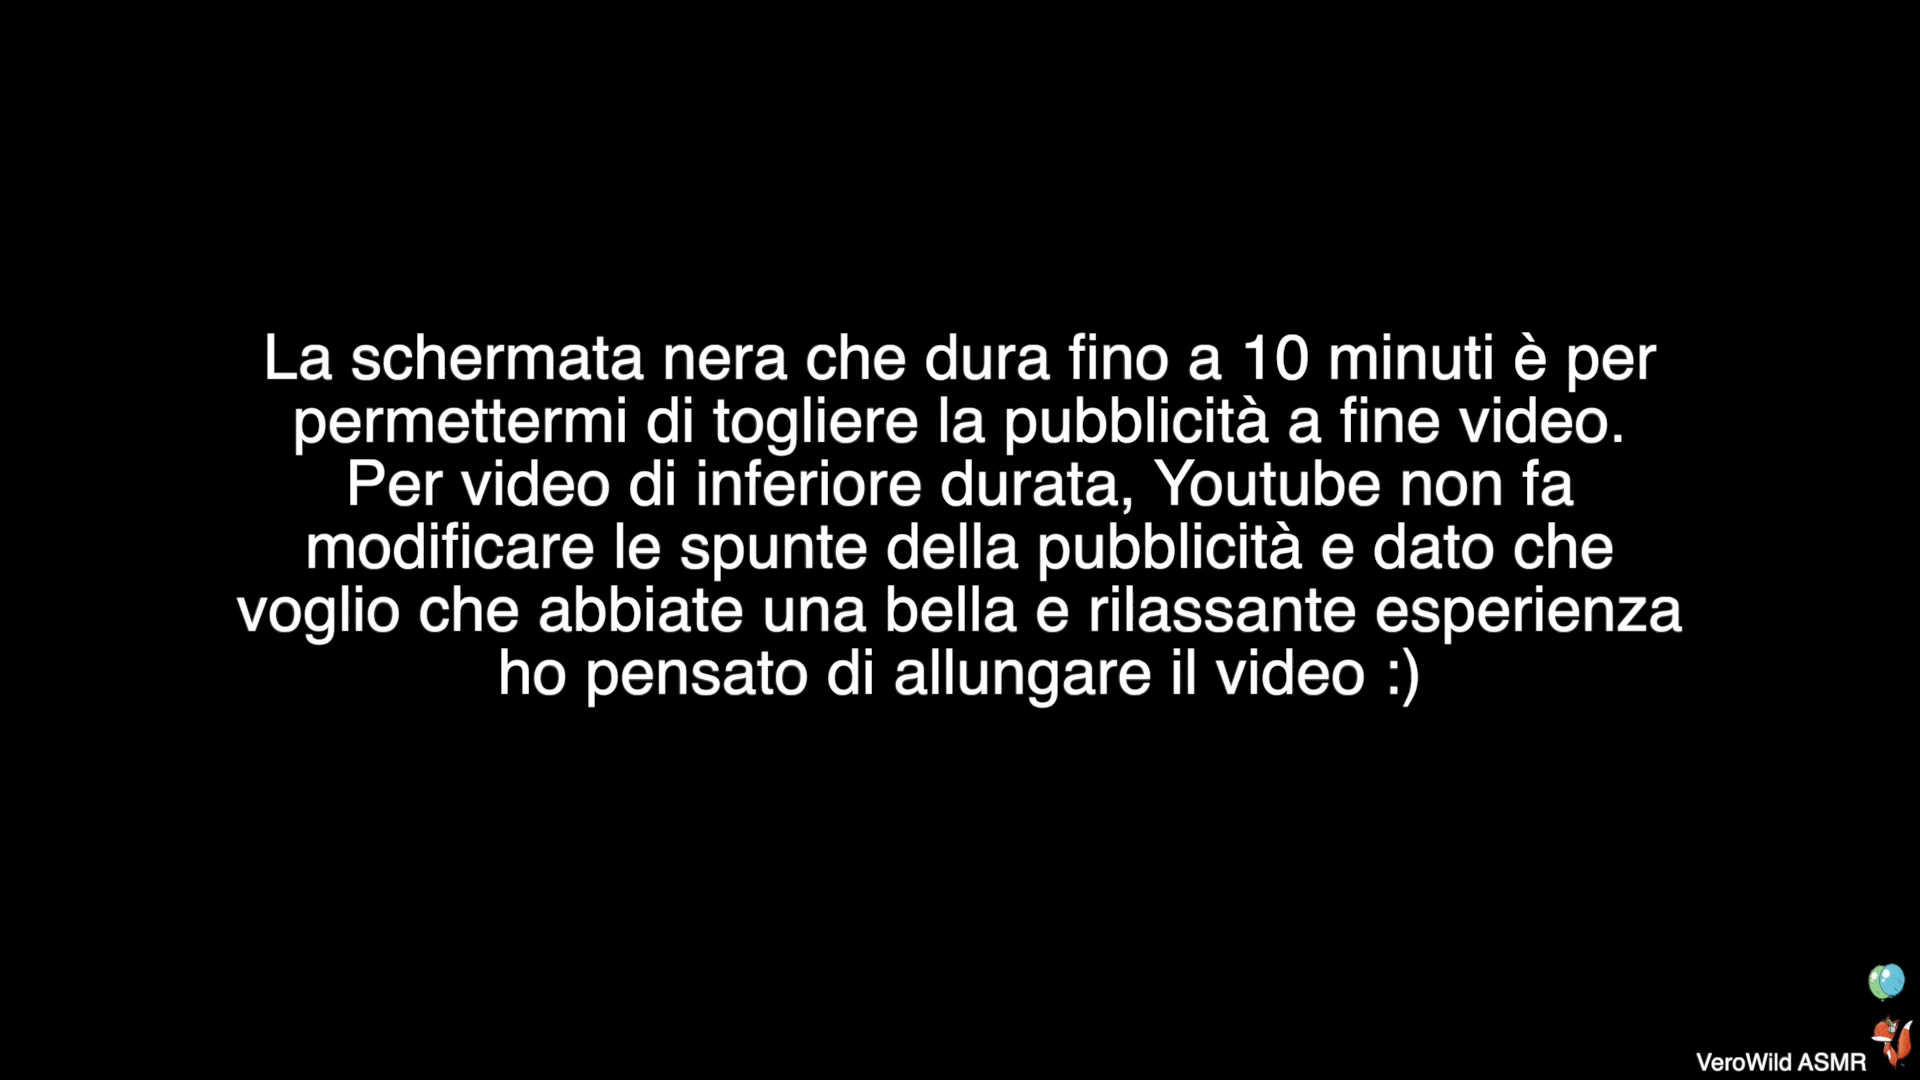 La schermata nera che dura fino a 10 minuti è per
permettermi di togliere la pubblicità a fine video.
Per video di inferiore durata, Youtube non fa
modificare le spunte della pubblicità e dato che
voglio che abbiate una bella e rilassante esperienza
ho pensato di allungare il video :)
VeroWild ASMR